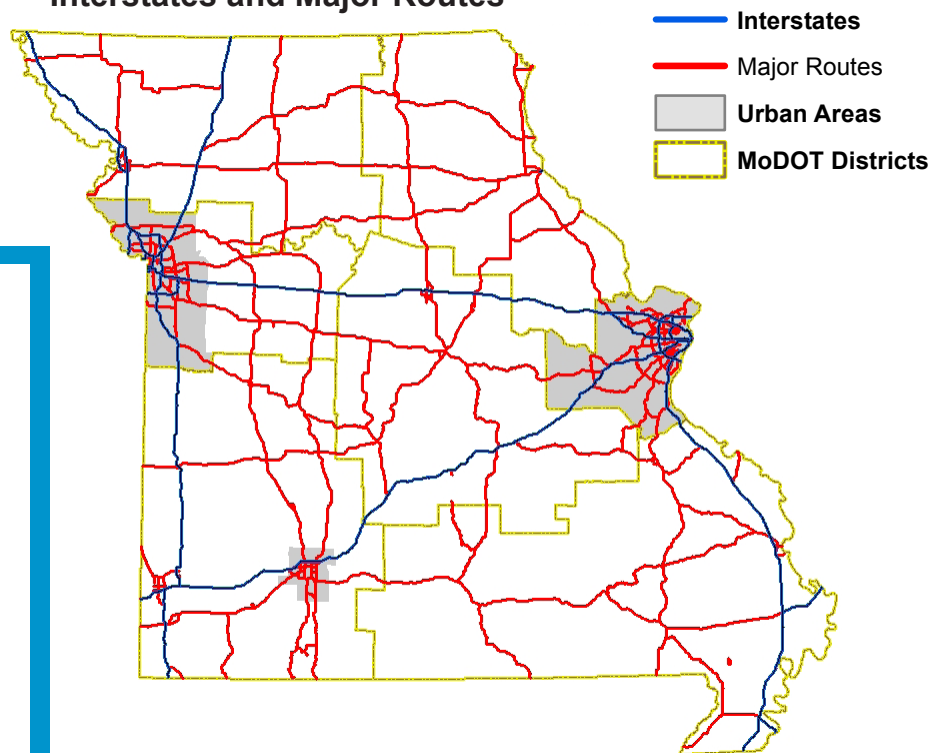 Interstates and Major Routes
Interstates
Major Routes
Urban Areas
MoDOT Districts